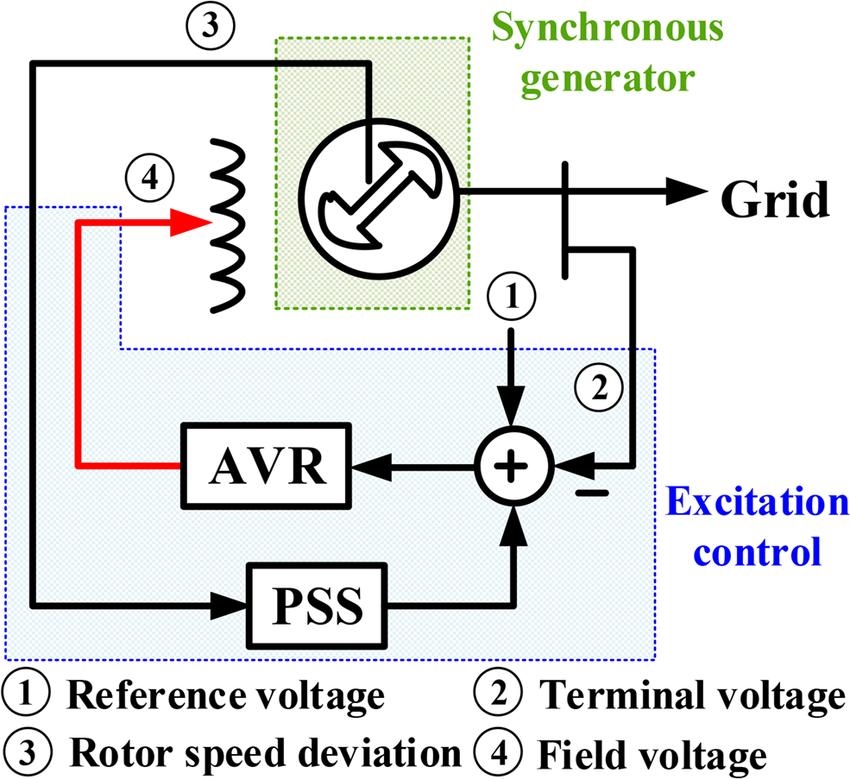 ③
Synchronous
generator
④
Grid
①
②
AVR
+
−
Excitation
control
PSS
① Reference voltage
② Terminal voltage
③ Rotor speed deviation
④ Field voltage